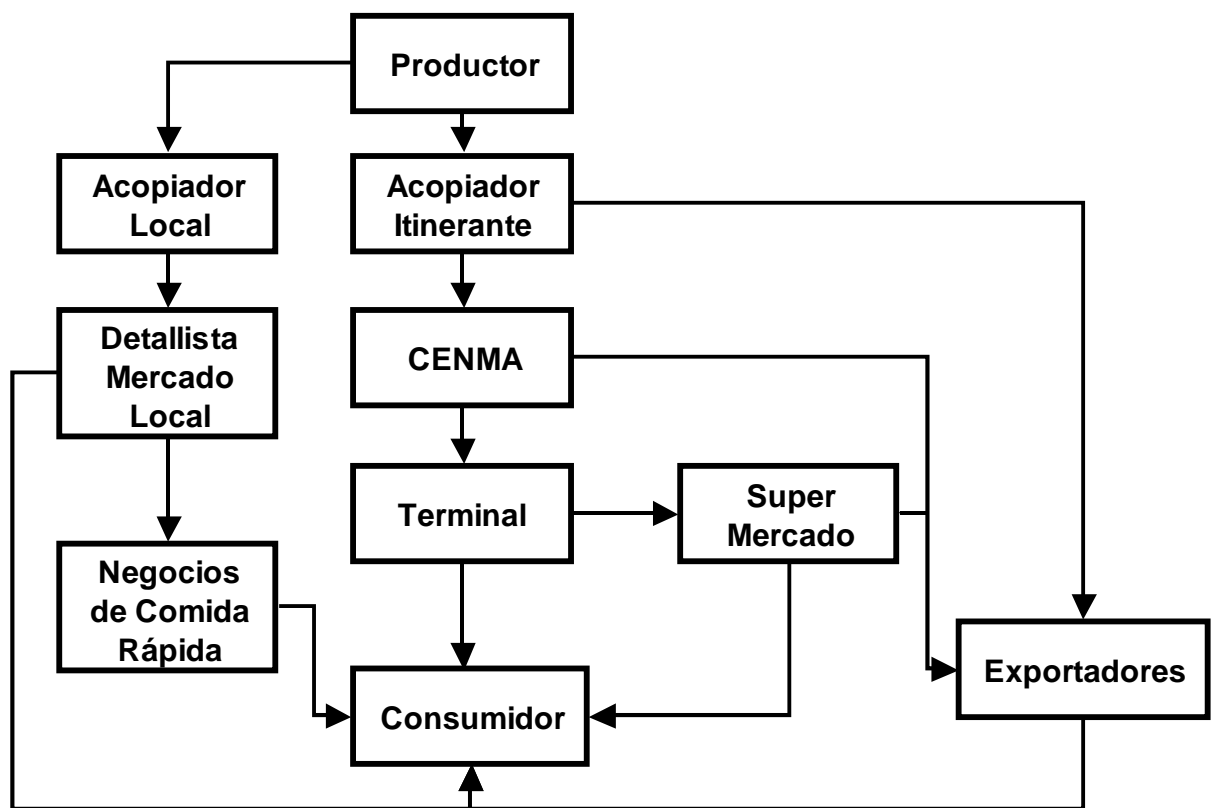 Productor
Acopiador
Local
Acopiador
Itinerante
Detallista
Mercado
Local
CENMA
Terminal
Super
Mercado
Negocios
de Comida
Rápida
Exportadores
Consumidor